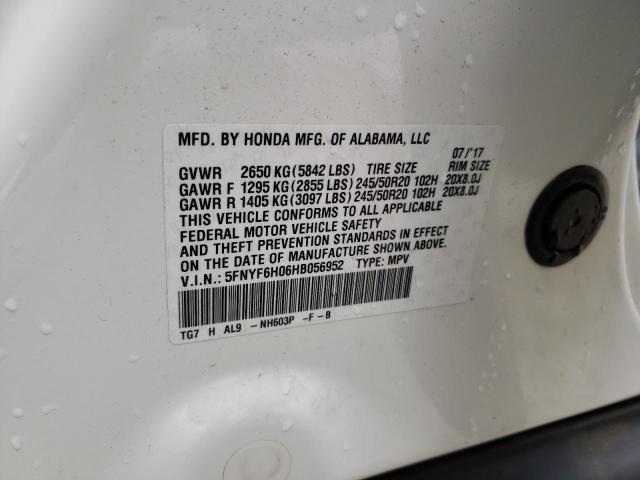 MFD. BY HONDA MFG. OF ALABAMA, LLC
07/'17
GVWR 2650 KG(5842 LBS) TIRE SIZE RIM SIZE
GAWR F 1295 KG(2855 LBS)245/50R20 102H 20X8.0J
GAWR R 1405 KG(3097 LBS)245/50R20 102H 20X8.0J
THIS VEHICLE CONFORMS TO ALL APPLICABLE
FEDERAL MOTOR VEHICLE SAFETY
AND THEFT PREVENTION STANDARDS IN EFFECT
ON THE DATE OF MANUFACTURE SHOWN ABOVE.
V.I.N.: 5FNYF6H06HB056952 TYPE: MPV
TG7 H AL9 -NH603P -F-B